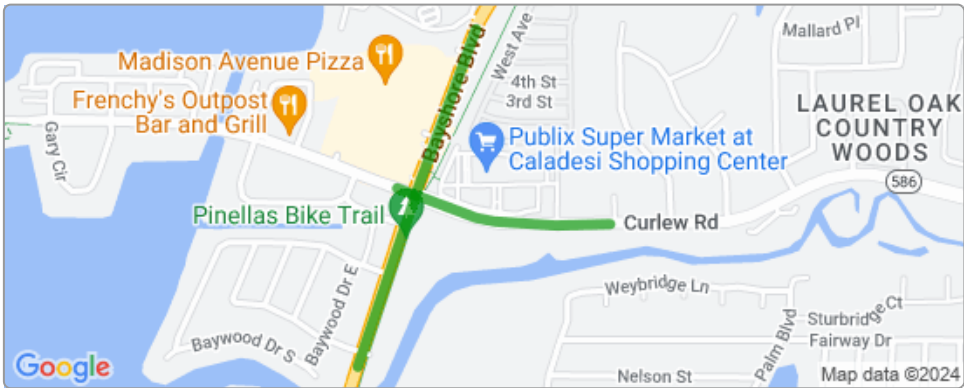 Mallard Pl
Bayshore Blvd
West Ave
Madison Avenue Pizza
4th St
3rd St
Frenchy's Outpost
Bar and Grill
Gary Cir
Publix Super Market at
Caladesi Shopping Center
LAUREL OAK
COUNTRY
WOODS
586
Pinellas Bike Trail
Curlew Rd
Baywood Dr E
Weybridge Ln
Palm Blvd
Sturbridge Ct
Fairway Dr
Baywood Dr S
Nelson St
Google
Map data ©2024